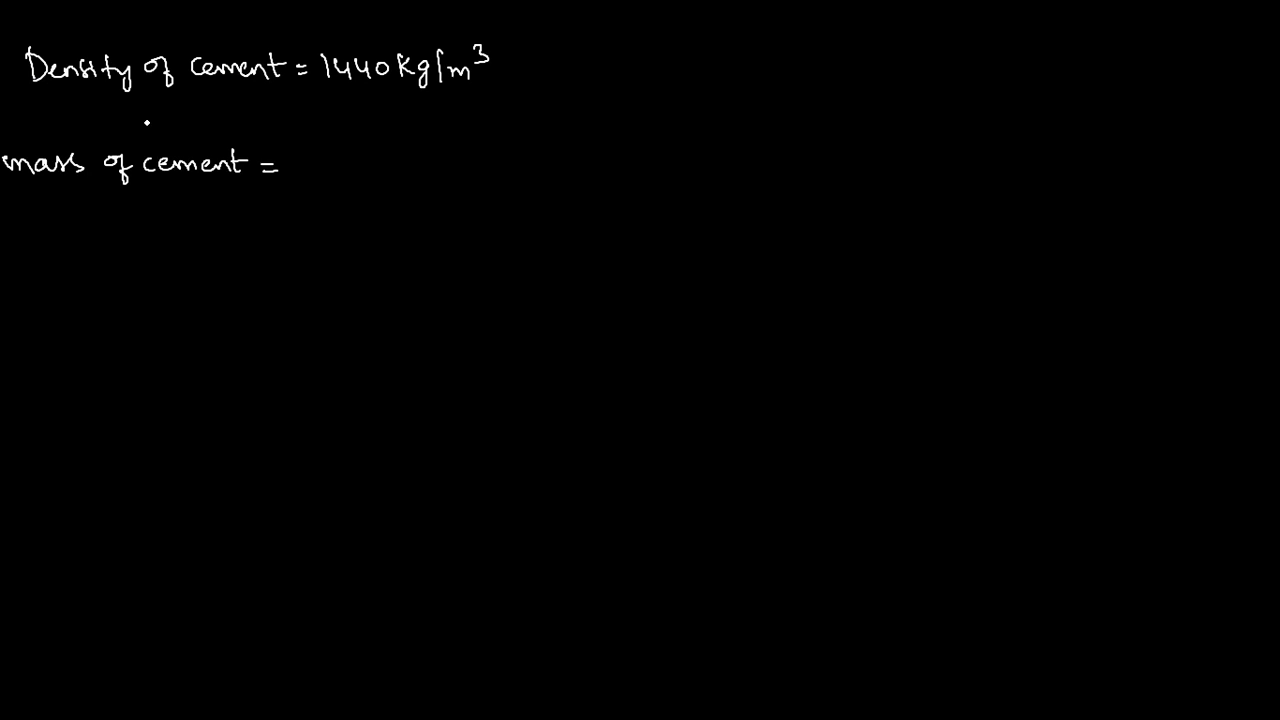 Density of cement = 1440 kg/m³
mass of cement =